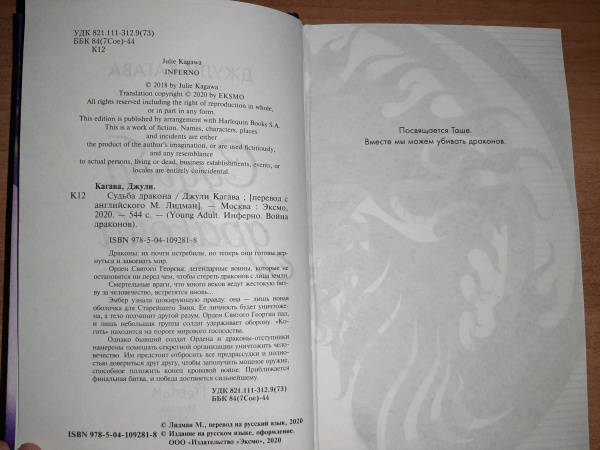 УДК 821.111-312.9(73)
ББК 84(7Сое)-44
К12
Julie Kagawa
INFERNO
© 2018 by Julie Kagawa
Translation copyright © 2020 by EKSMO
All rights reserved including the right of reproduction in whole,
or in part in any form.
This edition is published by arrangement with Harlequin Books S.A.
This is a work of fiction. Names, characters, places
and incidents are either
the product of the author's imagination, or are used fictitiously,
and any resemblance
to actual persons, living or dead, business establishments, events, or
locales are entirely coincidental.
Кагава, Джули.
К12 Судьба дракона / Джули Кагава ; [перевод с
английского М. Лидман]. — Москва : Эксмо,
2020. — 544 с. — (Young Adult. Инферно. Война
драконов).
ISBN 978-5-04-109281-8
Драконы: их почти истребили, но теперь они готовы вер-
нуться и завоевать мир.
Орден Святого Георгия: легендарные воины, которые не
остановятся ни перед чем, чтобы стереть драконов с лица земли.
Смертельные враги, что много веков ведут жестокую бит-
ву за человечество, встретятся вновь...
Эмбер узнала шокирующую правду: она — лишь новая
оболочка для Старейшего Змия. Ее личность будет уничтоже-
на, а тело подчинит другой разум. Орден Святого Георгия пал,
и лишь небольшая группа солдат удерживает оборону. «Ко-
готь» находится на пороге мирового господства.
Однако бывший солдат Ордена и драконы-отступники
намерены помешать секретной организации уничтожить чело-
вечество. Им предстоит отбросить все предрассудки и полно-
стью довериться друг другу, чтобы заполучить мощное оружие,
способное положить конец кровавой войне. Приближается
финальная битва, и победа достанется сильнейшему.
УДК 821.111-312.9(73)
ББК 84(7Сое)-44
© Лидман М., перевод на русский язык, 2020
ISBN 978-5-04-109281-8 © Издание на русском языке, оформление.
ООО «Издательство «Эксмо», 2020
Посвящается Таше.
Вместе мы можем убивать драконов.